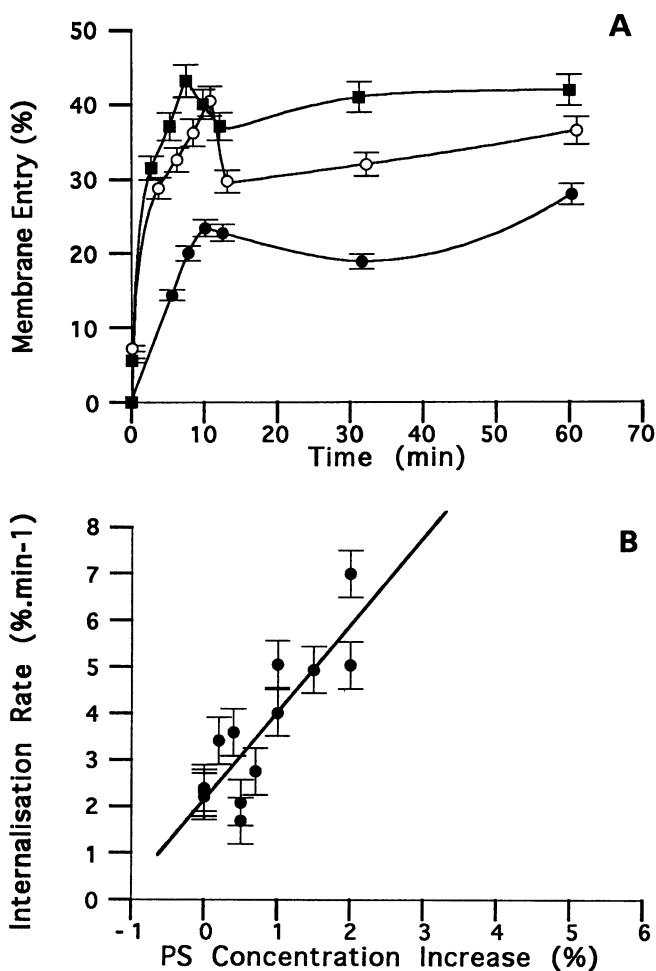 A
50
40
30
20
10
0
Membrane Entry (%)
0 10 20 30 40 50 60 70
Time (min)
B
8
7
6
5
4
3
2
1
0
Internalisation Rate (%.min-1)
-1 0 1 2 3 4 5 6
PS Concentration Increase (%)